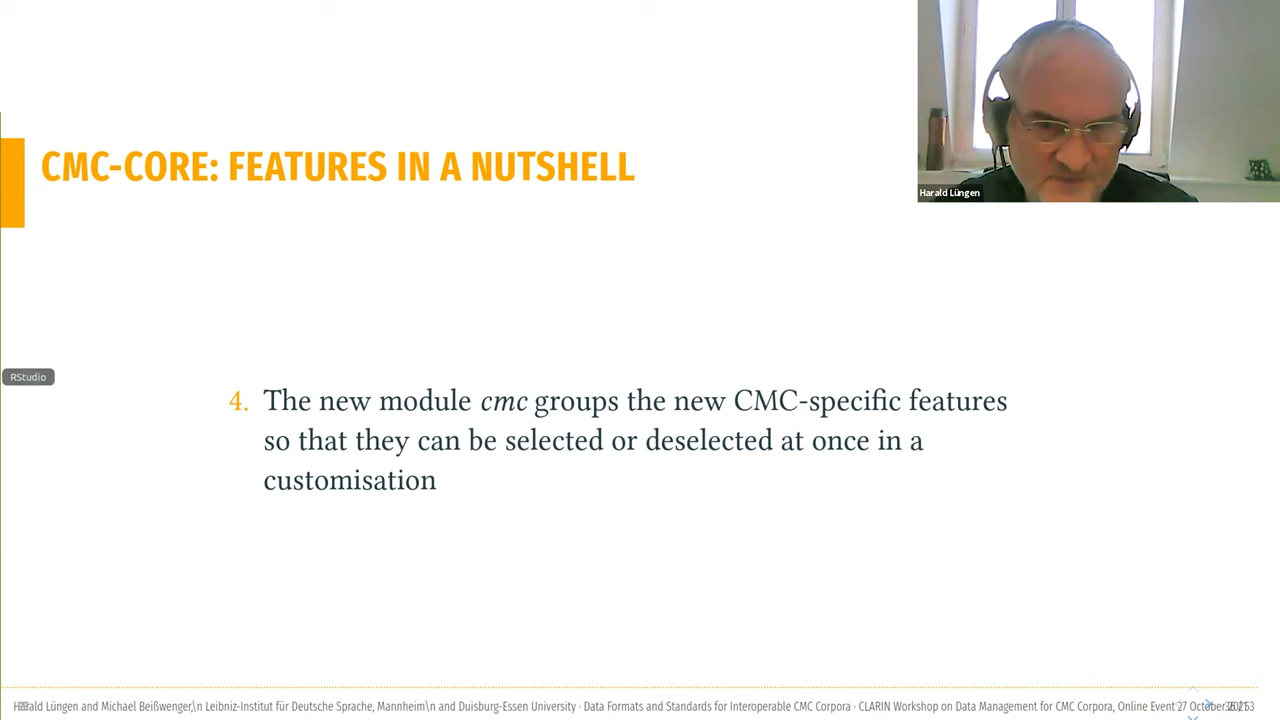 CMC-CORE: FEATURES IN A NUTSHELL
Harald Lüngen
RStudio
4. The new module cmc groups the new CMC-specific features
so that they can be selected or deselected at once in a
customisation
Harald Lüngen and Michael Beißwenger,\n Leibniz-Institut für Deutsche Sprache, Mannheim\n and Duisburg-Essen University · Data Formats and Standards for Interoperable CMC Corpora · CLARIN Workshop on Data Management for CMC Corpora, Online Event 27 October